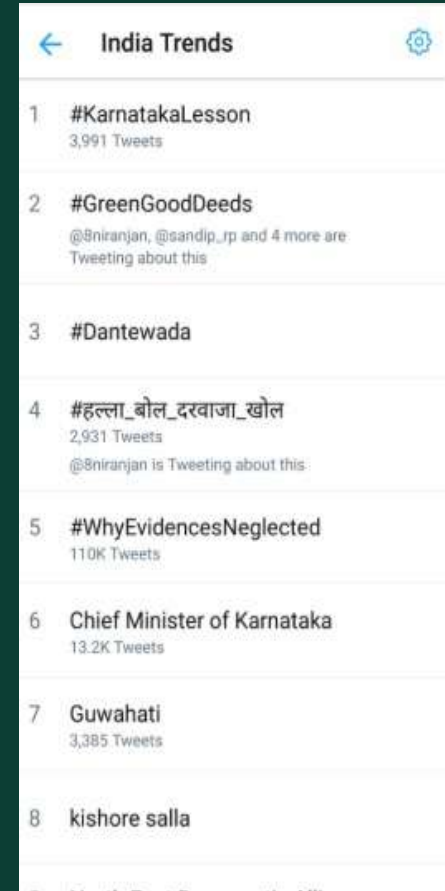 India Trends
1 #KarnatakaLesson
3,991 Tweets
2 #GreenGoodDeeds
@8niranjan, @sandip_rp and 4 more are
Tweeting about this
3 #Dantewada
4 #हल्ला_बोल_दरवाजा_खोल
2,931 Tweets
@8niranjan is Tweeting about this
5 #WhyEvidencesNeglected
110K Tweets
6 Chief Minister of Karnataka
13.2K Tweets
7 Guwahati
3,385 Tweets
8 kishore salla